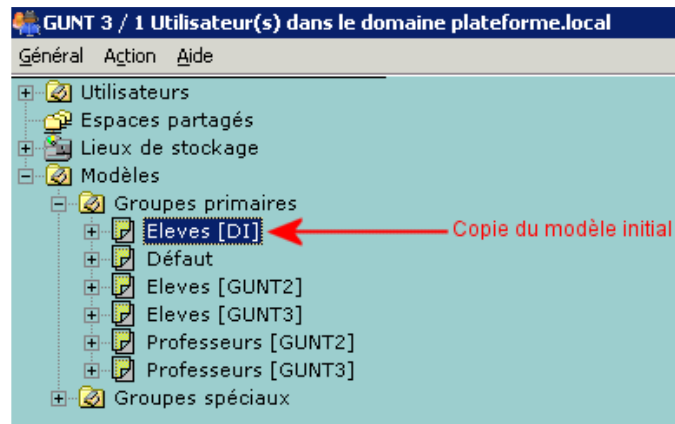 GUNT 3 / 1 Utilisateur(s) dans le domaine plateforme.local
Général Action Aide
Utilisateurs
Espaces partagés
Lieux de stockage
Modèles
Groupes primaires
Eleves [DI] Copie du modèle initial
Défaut
Eleves [GUNT2]
Eleves [GUNT3]
Professeurs [GUNT2]
Professeurs [GUNT3]
Groupes spéciaux